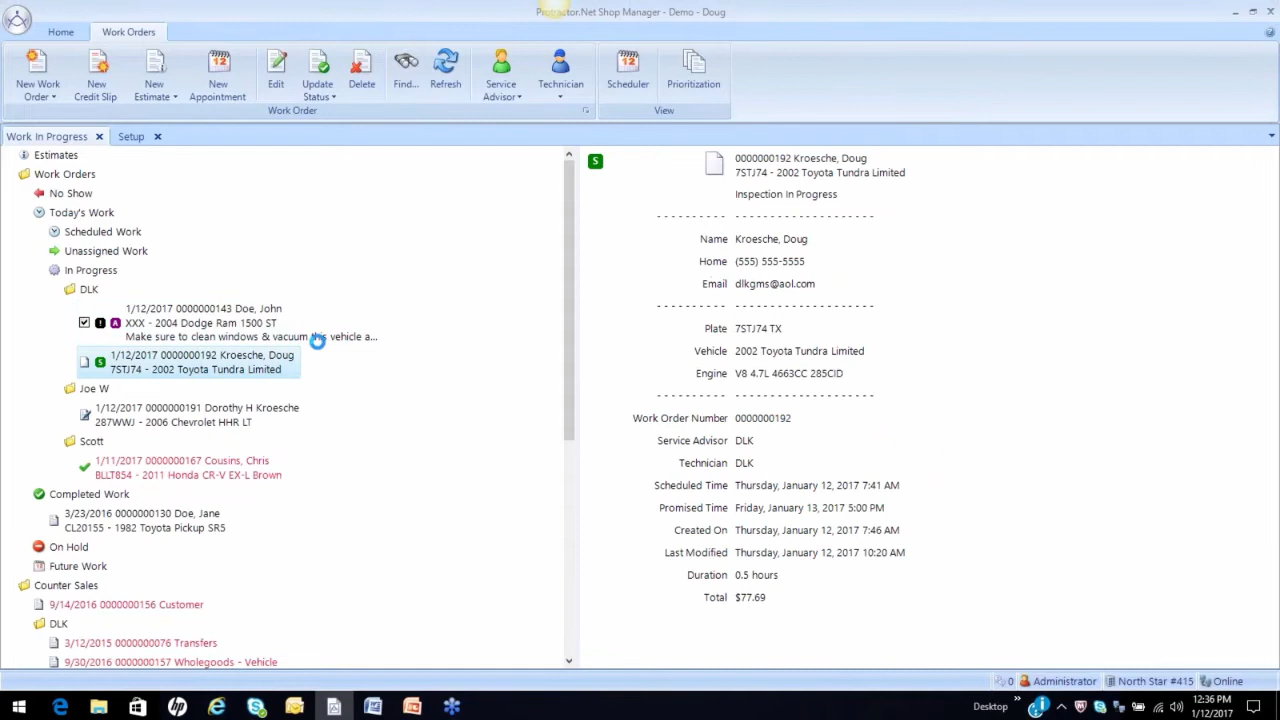 Protractor.Net Shop Manager - Demo - Doug
Home
Work Orders
New Work Order
New Credit Slip
New Estimate
New Appointment
Edit
Update Status
Delete
Find...
Refresh
Service Advisor
Technician
Scheduler
Prioritization
Work Order
View
Work In Progress
Setup
Estimates
Work Orders
No Show
Today's Work
Scheduled Work
Unassigned Work
In Progress
DLK
1/12/2017 0000000143 Doe, John
! A XXX - 2004 Dodge Ram 1500 ST
Make sure to clean windows & vacuum this vehicle a...
S 1/12/2017 0000000192 Kroesche, Doug
7STJ74 - 2002 Toyota Tundra Limited
Joe W
1/12/2017 0000000191 Dorothy H Kroesche
287WWJ - 2006 Chevrolet HHR LT
Scott
1/11/2017 0000000167 Cousins, Chris
BLLT854 - 2011 Honda CR-V EX-L Brown
Completed Work
3/23/2016 0000000130 Doe, Jane
CL20155 - 1982 Toyota Pickup SR5
On Hold
Future Work
Counter Sales
9/14/2016 0000000156 Customer
DLK
3/12/2015 0000000076 Transfers
9/30/2016 0000000157 Wholegoods - Vehicle
S
0000000192 Kroesche, Doug
7STJ74 - 2002 Toyota Tundra Limited
Inspection In Progress
---------- -------------------
Name Kroesche, Doug
Home (555) 555-5555
Email dlkgms@aol.com
---------- -------------------
Plate 7STJ74 TX
Vehicle 2002 Toyota Tundra Limited
Engine V8 4.7L 4663CC 285CID
---------- -------------------
Work Order Number 0000000192
Service Advisor DLK
Technician DLK
Scheduled Time Thursday, January 12, 2017 7:41 AM
Promised Time Friday, January 13, 2017 5:00 PM
Created On Thursday, January 12, 2017 7:46 AM
Last Modified Thursday, January 12, 2017 10:20 AM
Duration 0.5 hours
Total $77.69
0 Administrator North Star #415 Online
Desktop
12:36 PM
1/12/2017